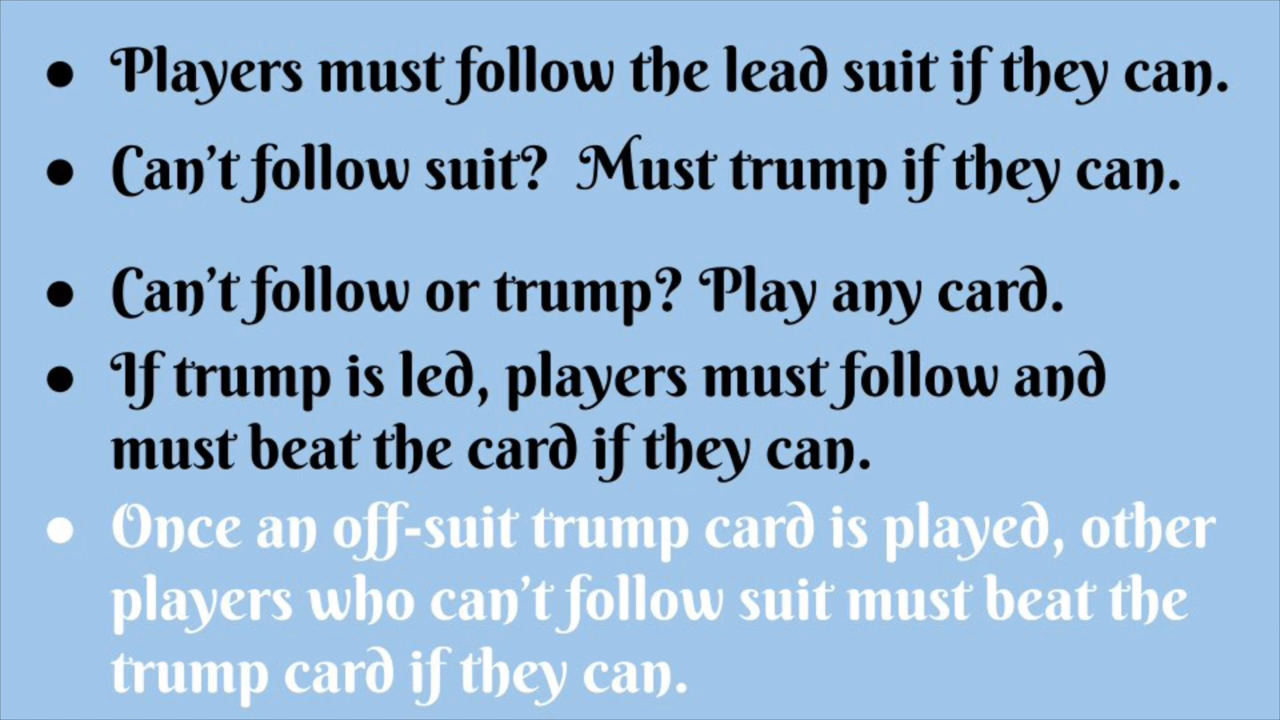 • Players must follow the lead suit if they can.
• Can't follow suit?  Must trump if they can.
• Can't follow or trump? Play any card.
• If trump is led, players must follow and
must beat the card if they can.
• Once an off-suit trump card is played, other
players who can't follow suit must beat the
trump card if they can.